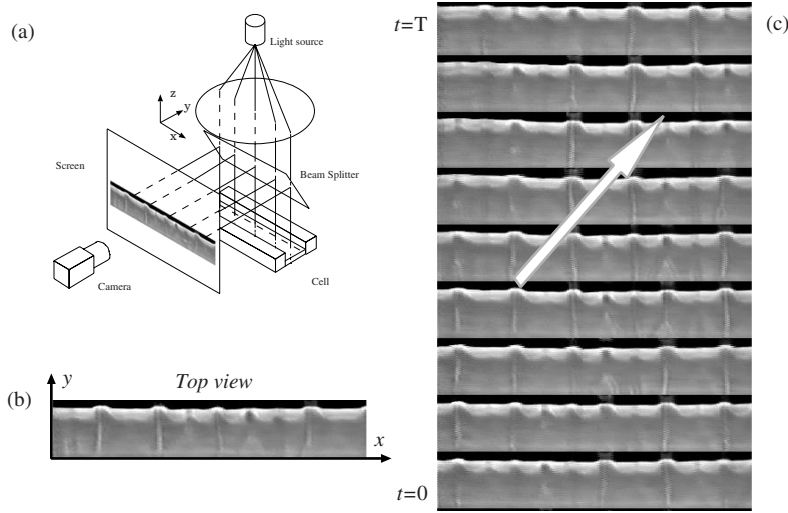 (a)
Light source
z
y
x
Screen
Beam Splitter
Camera
Cell
(b)
y
Top view
x
t=T
(c)
t=0